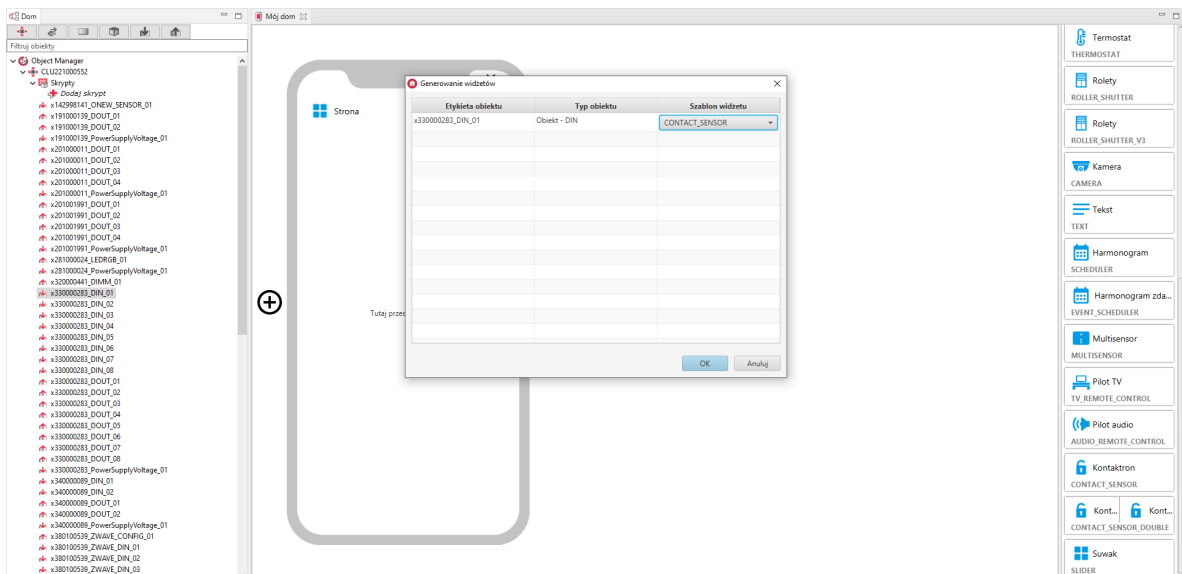 Dom
Filtruj obiekty
Object Manager
CLU221000552
Skrypty
Dodaj skrypt
x142998141_ONEW_SENSOR_01
x191000139_DOUT_01
x191000139_DOUT_02
x191000139_PowerSupplyVoltage_01
x201000011_DOUT_01
x201000011_DOUT_02
x201000011_DOUT_03
x201000011_DOUT_04
x201000011_PowerSupplyVoltage_01
x201001991_DOUT_01
x201001991_DOUT_02
x201001991_DOUT_03
x201001991_DOUT_04
x201001991_PowerSupplyVoltage_01
x281000024_LEDRGB_01
x281000024_PowerSupplyVoltage_01
x320000441_DIMM_01
x330000283_DIN_01
x330000283_DIN_02
x330000283_DIN_03
x330000283_DIN_04
x330000283_DIN_05
x330000283_DIN_06
x330000283_DIN_07
x330000283_DIN_08
x330000283_DOUT_01
x330000283_DOUT_02
x330000283_DOUT_03
x330000283_DOUT_04
x330000283_DOUT_05
x330000283_DOUT_06
x330000283_DOUT_07
x330000283_DOUT_08
x330000283_PowerSupplyVoltage_01
x340000089_DIN_01
x340000089_DIN_02
x340000089_DOUT_01
x340000089_DOUT_02
x340000089_PowerSupplyVoltage_01
x380100539_ZWAVE_CONFIG_01
x380100539_ZWAVE_DIN_01
x380100539_ZWAVE_DIN_02
x380100539_ZWAVE_DIN_03
Mój dom
Strona
Tutaj przec
Generowanie widżetów
Etykieta obiektu Typ obiektu Szablon widżetu
x330000283_DIN_01 Obiekt - DIN CONTACT_SENSOR
OK Anuluj
Termostat
THERMOSTAT
Rolety
ROLLER_SHUTTER
Rolety
ROLLER_SHUTTER_V3
Kamera
CAMERA
Tekst
TEXT
Harmonogram
SCHEDULER
Harmonogram zda...
EVENT_SCHEDULER
Multisensor
MULTISENSOR
Pilot TV
TV_REMOTE_CONTROL
Pilot audio
AUDIO_REMOTE_CONTROL
Kontaktron
CONTACT_SENSOR
Kont... Kont...
CONTACT_SENSOR_DOUBLE
Suwak
SLIDER